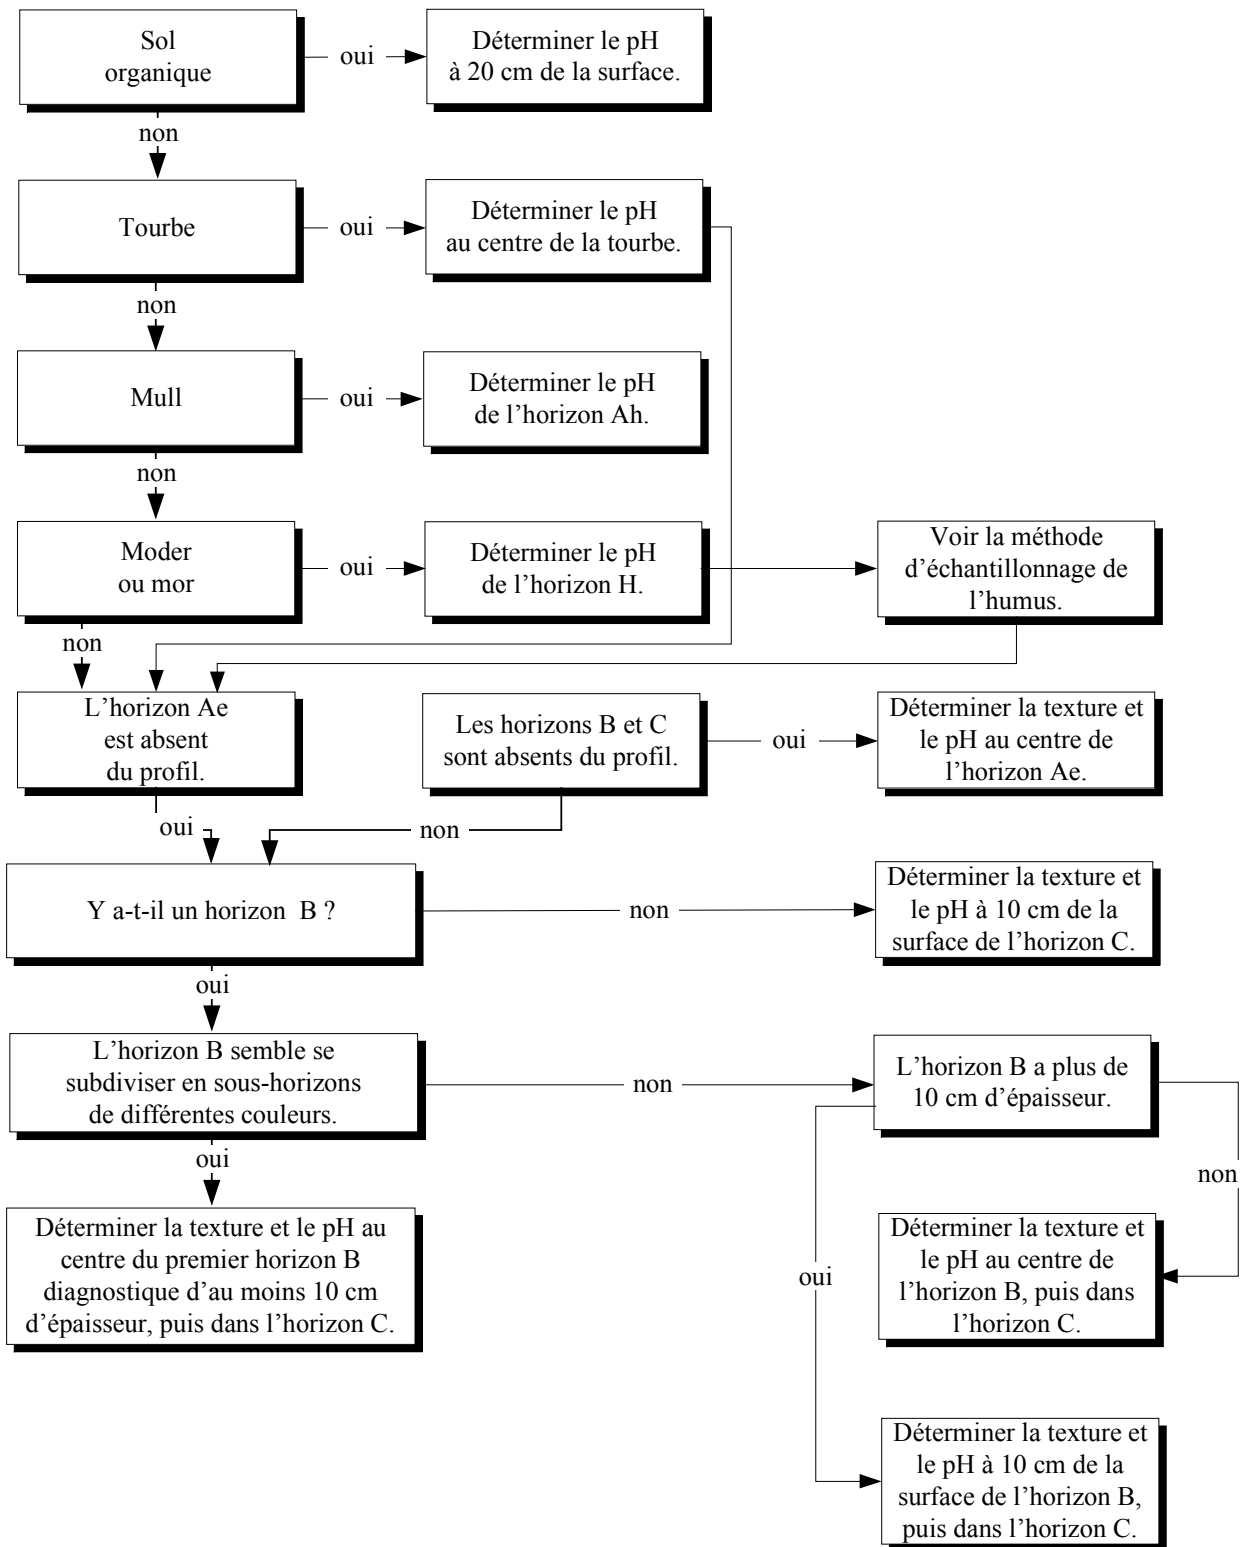 Sol
organique
oui
Déterminer le pH
à 20 cm de la surface.
non
Tourbe
oui
Déterminer le pH
au centre de la tourbe.
non
Mull
oui
Déterminer le pH
de l’horizon Ah.
non
Moder
ou mor
oui
Déterminer le pH
de l’horizon H.
Voir la méthode
d’échantillonnage de
l’humus.
non
L’horizon Ae
est absent
du profil.
Les horizons B et C
sont absents du profil.
oui
Déterminer la texture et
le pH au centre de
l’horizon Ae.
oui
non
Y a-t-il un horizon B ?
non
Déterminer la texture et
le pH à 10 cm de la
surface de l’horizon C.
oui
L’horizon B semble se
subdiviser en sous-horizons
de différentes couleurs.
non
L’horizon B a plus de
10 cm d’épaisseur.
oui
non
Déterminer la texture et le pH au
centre du premier horizon B
diagnostique d’au moins 10 cm
d’épaisseur, puis dans l’horizon C.
oui
Déterminer la texture et
le pH au centre de
l’horizon B, puis dans
l’horizon C.
Déterminer la texture et
le pH à 10 cm de la
surface de l’horizon B,
puis dans l’horizon C.